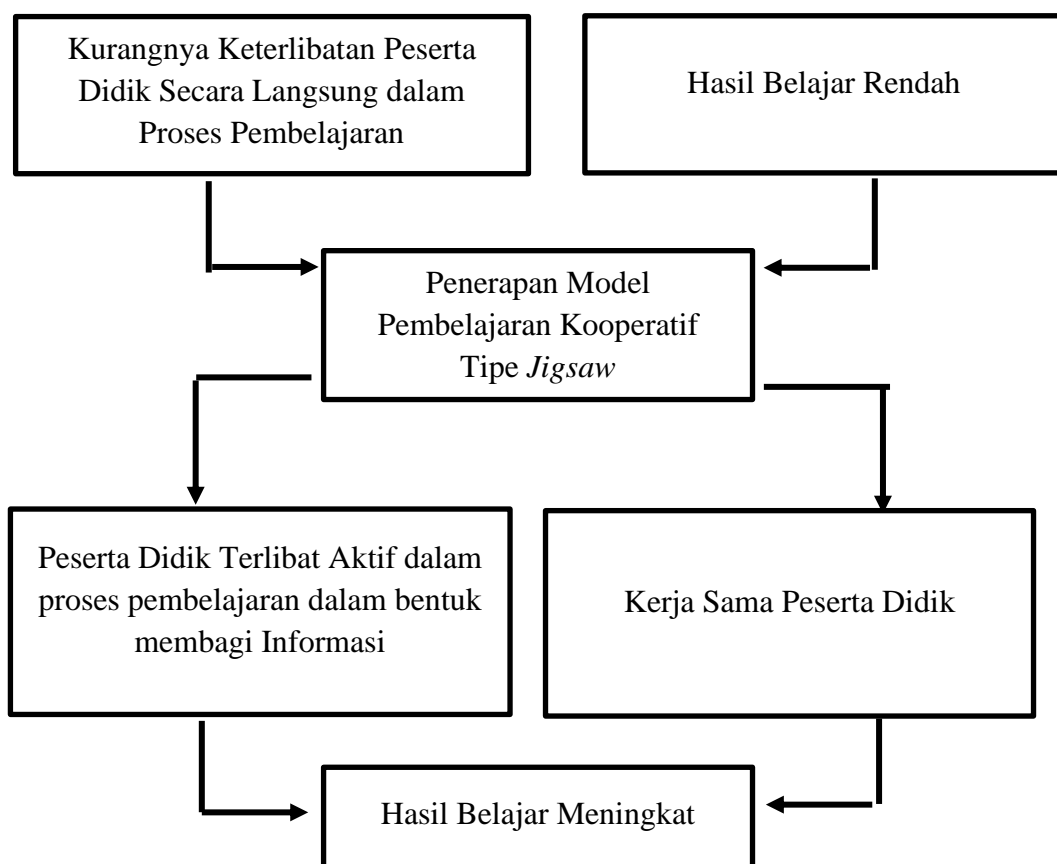 Kurangnya Keterlibatan Peserta
Didik Secara Langsung dalam
Proses Pembelajaran
Hasil Belajar Rendah
Penerapan Model
Pembelajaran Kooperatif
Tipe Jigsaw
Peserta Didik Terlibat Aktif dalam
proses pembelajaran dalam bentuk
membagi Informasi
Kerja Sama Peserta Didik
Hasil Belajar Meningkat